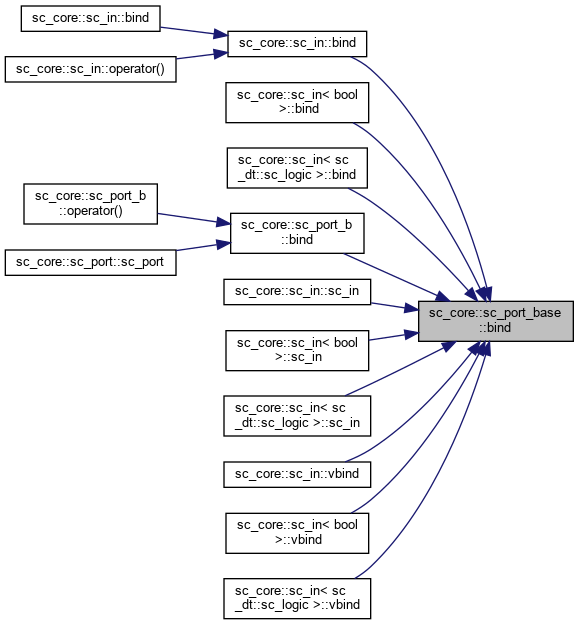 sc_core::sc_in::bind
sc_core::sc_in::operator()
sc_core::sc_in::bind
sc_core::sc_in< bool
>::bind
sc_core::sc_in< sc
_dt::sc_logic >::bind
sc_core::sc_port_b
::operator()
sc_core::sc_port::sc_port
sc_core::sc_port_b
::bind
sc_core::sc_in::sc_in
sc_core::sc_port_base
::bind
sc_core::sc_in< bool
>::sc_in
sc_core::sc_in< sc
_dt::sc_logic >::sc_in
sc_core::sc_in::vbind
sc_core::sc_in< bool
>::vbind
sc_core::sc_in< sc
_dt::sc_logic >::vbind